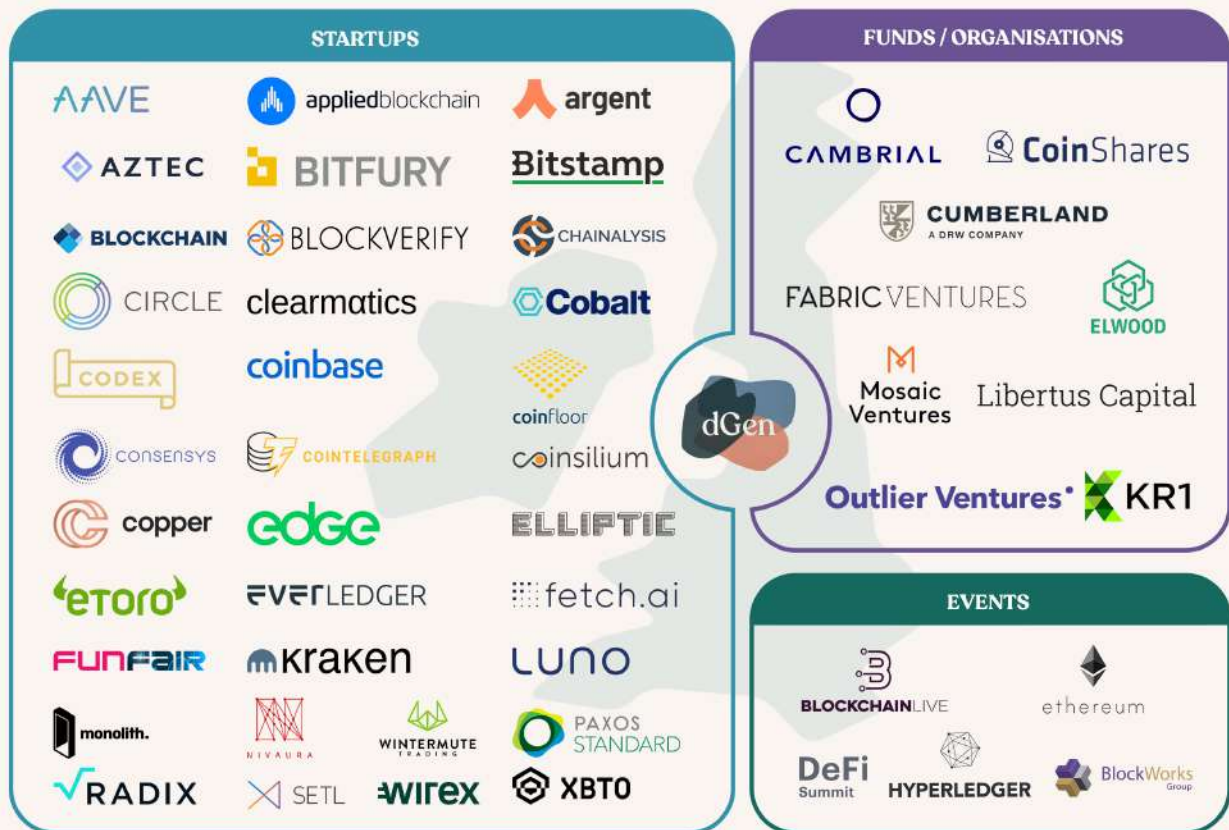 STARTUPS
AAVE
appliedblockchain
argent
AZTEC
BITFURY
Bitstamp
BLOCKCHAIN
BLOCKVERIFY
CHAINALYSIS
CIRCLE
clearmatics
Cobalt
CODEX
coinbase
coinfloor
CONSENSYS
COINTELEGRAPH
coinsilium
copper
edge
ELLIPTIC
eToro
EVERLEDGER
fetch.ai
FUNFAIR
kraken
LUNO
monolith.
NIVAURA
WINTERMUTE
TRADING
PAXOS
STANDARD
RADIX
SETL
wirex
XBTO
dGen
FUNDS / ORGANISATIONS
CAMBRIAL
CoinShares
CUMBERLAND
A DRW COMPANY
FABRIC VENTURES
ELWOOD
Mosaic
Ventures
Libertus Capital
Outlier Ventures
KR1
EVENTS
BLOCKCHAINLIVE
ethereum
DeFi
Summit
HYPERLEDGER
BlockWorks
Group